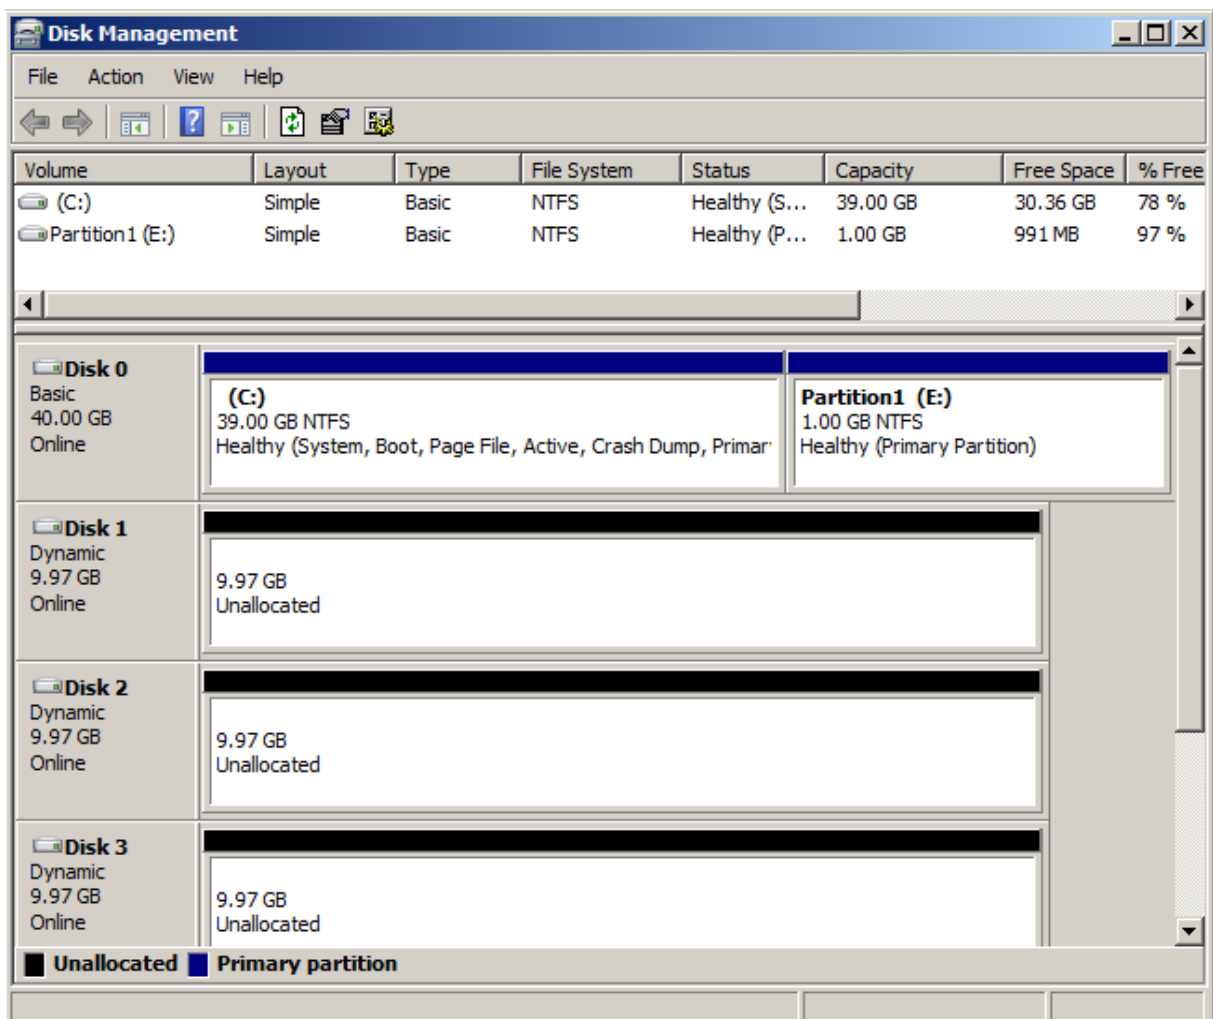 Disk Management
File Action View Help
Volume Layout Type File System Status Capacity Free Space % Free
(C:) Simple Basic NTFS Healthy (S... 39.00 GB 30.36 GB 78 %
Partition1 (E:) Simple Basic NTFS Healthy (P... 1.00 GB 991 MB 97 %
Disk 0
Basic
40.00 GB
Online
(C:)
39.00 GB NTFS
Healthy (System, Boot, Page File, Active, Crash Dump, Primar
Partition1 (E:)
1.00 GB NTFS
Healthy (Primary Partition)
Disk 1
Dynamic
9.97 GB
Online
9.97 GB
Unallocated
Disk 2
Dynamic
9.97 GB
Online
9.97 GB
Unallocated
Disk 3
Dynamic
9.97 GB
Online
9.97 GB
Unallocated
Unallocated Primary partition